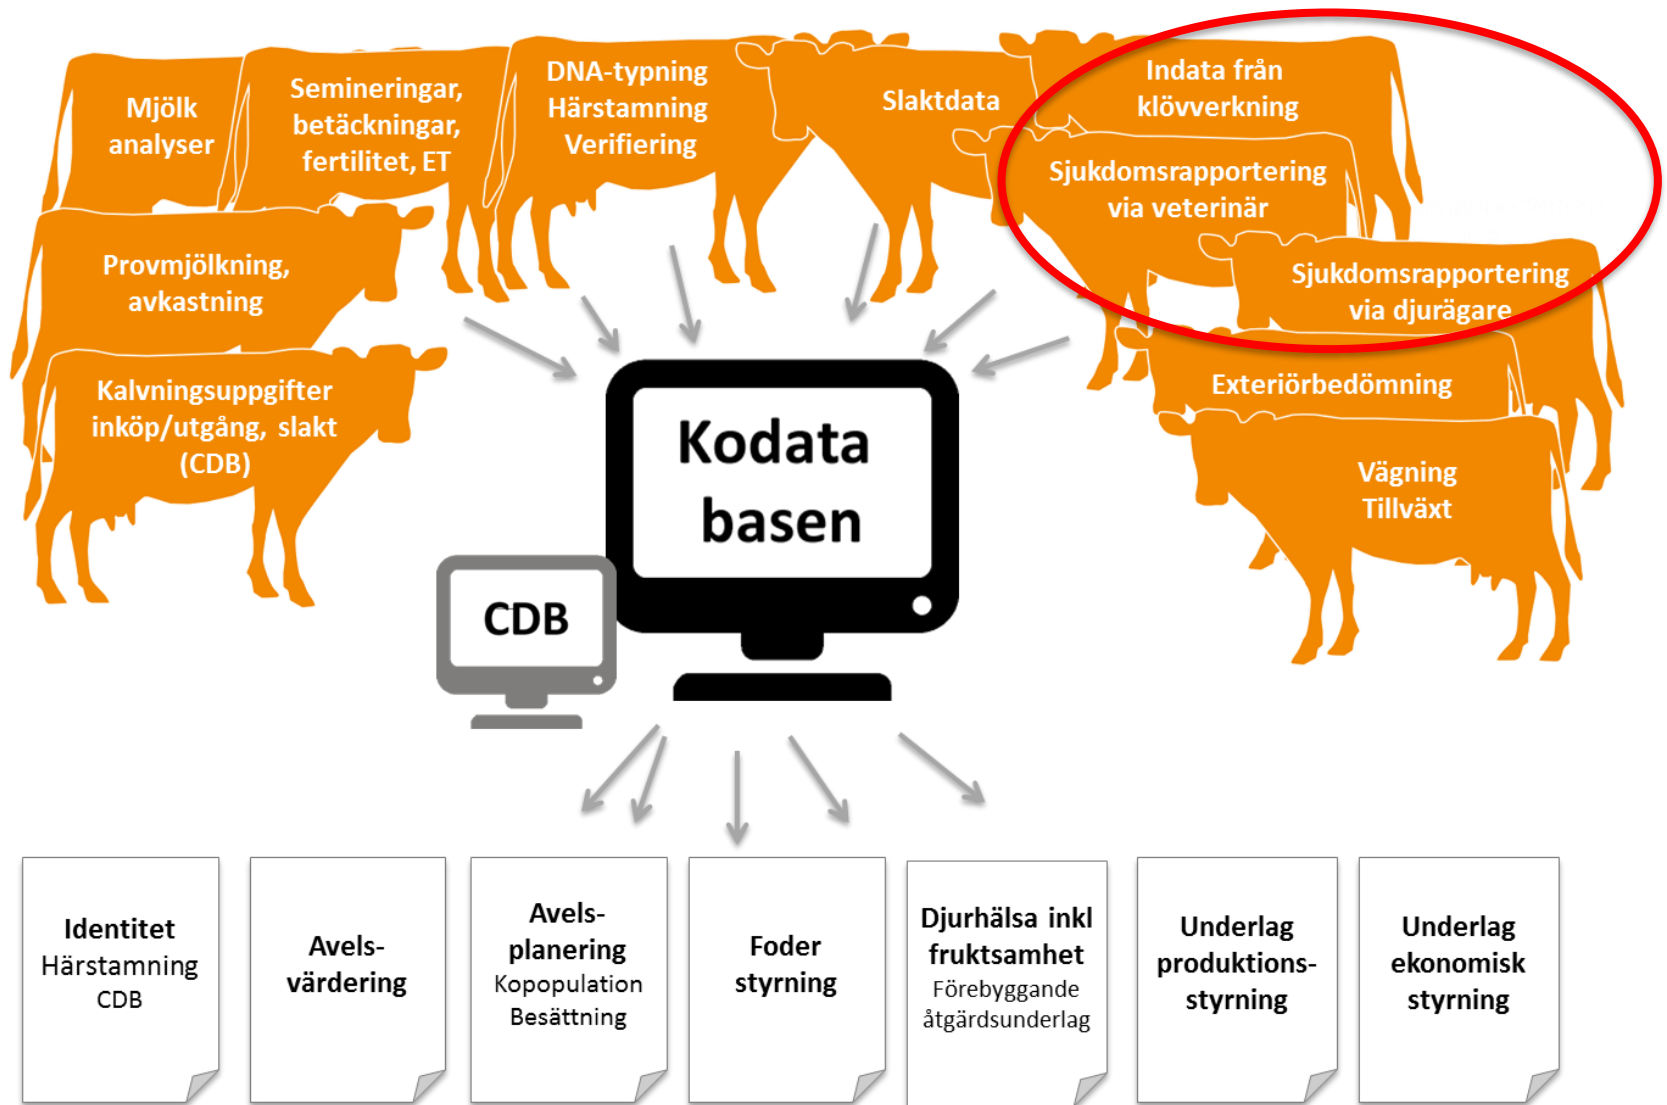 Mjölk
analyser
Semineringar,
betäckningar,
fertilitet, ET
DNA-typning
Härstamning
Verifiering
Slaktdata
Indata från
klövverkning
Sjukdomsrapportering
via veterinär
Provmjölkning,
avkastning
Sjukdomsrapportering
via djurägare
Kalvningsuppgifter
inköp/utgång, slakt
(CDB)
Exteriörbedömning
Vägning
Tillväxt
Kodata
basen
CDB
Identitet
Härstamning
CDB
Avels-
värdering
Avels-
planering
Kopopulation
Besättning
Foder
styrning
Djurhälsa inkl
fruktsamhet
Förebyggande
åtgärdsunderlag
Underlag
produktions-
styrning
Underlag
ekonomisk
styrning